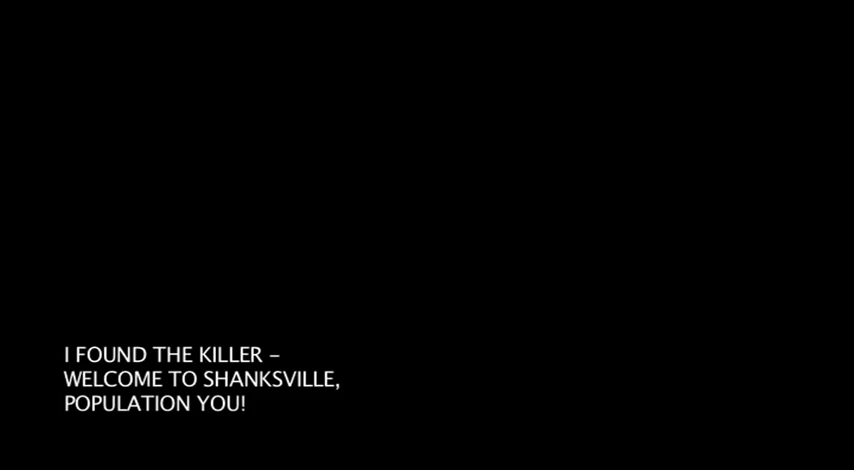 I FOUND THE KILLER –
WELCOME TO SHANKSVILLE,
POPULATION YOU!